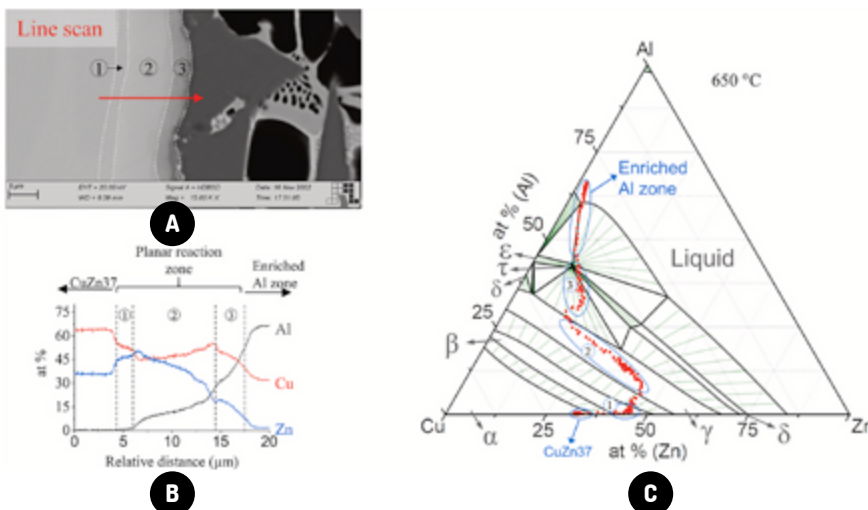 Line scan
① ② ③
A
Planar reaction
zone
CuZn37
Enriched
Al zone
① ② ③
75
60
45
30
15
0
at %
Al
Cu
Zn
0 5 10 15 20
Relative distance (µm)
B
Al
650 °C
75
Enriched
Al zone
at % (Al)
50
ε
τ
δ
Liquid
3
25
2
β
1
Cu
α
25
50
γ
75
δ
Zn
CuZn37
at % (Zn)
C